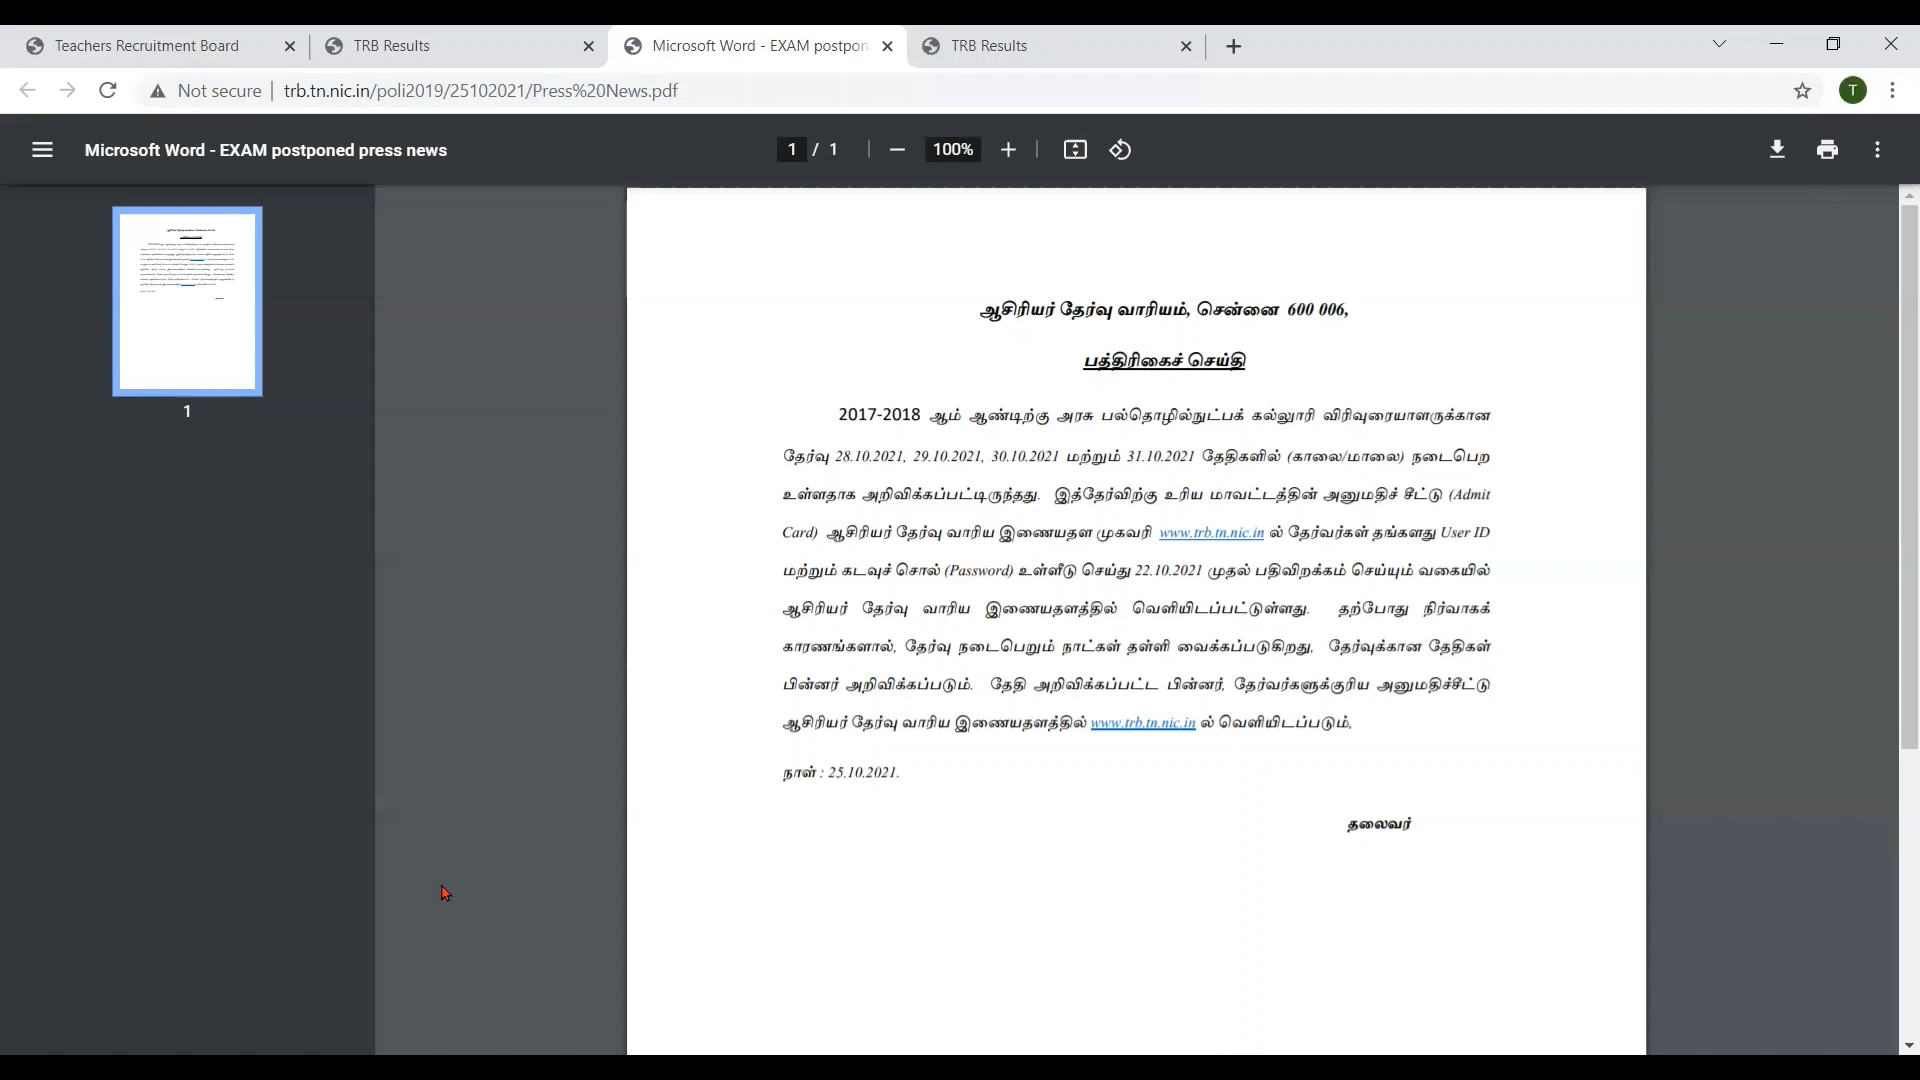 Teachers Recruitment Board
TRB Results
Microsoft Word - EXAM postpon
TRB Results
Not secure
trb.tn.nic.in/poli2019/25102021/Press%20News.pdf
T
Microsoft Word - EXAM postponed press news
1 / 1
100%
1
ஆசிரியர் தேர்வு வாரியம், சென்னை 600 006,
பத்திரிகைச் செய்தி
2017-2018 ஆம் ஆண்டிற்கு அரசு பல்தொழில்நுட்பக் கல்லூரி விரிவுரையாளருக்கான
தேர்வு 28.10.2021, 29.10.2021, 30.10.2021 மற்றும் 31.10.2021 தேதிகளில் (காலை/மாலை) நடைபெற
உள்ளதாக அறிவிக்கப்பட்டிருந்தது. இத்தேர்விற்கு உரிய மாவட்டத்தின் அனுமதிச் சீட்டு (Admit
Card) ஆசிரியர் தேர்வு வாரிய இணையதள முகவரி www.trb.tn.nic.in ல் தேர்வர்கள் தங்களது User ID
மற்றும் கடவுச் சொல் (Password) உள்ளீடு செய்து 22.10.2021 முதல் பதிவிறக்கம் செய்யும் வகையில்
ஆசிரியர் தேர்வு வாரிய இணையதளத்தில் வெளியிடப்பட்டுள்ளது. தற்போது நிர்வாகக்
காரணங்களால், தேர்வு நடைபெறும் நாட்கள் தள்ளி வைக்கப்படுகிறது, தேர்வுக்கான தேதிகள்
பின்னர் அறிவிக்கப்படும். தேதி அறிவிக்கப்பட்ட பின்னர், தேர்வர்களுக்குரிய அனுமதிச்சீட்டு
ஆசிரியர் தேர்வு வாரிய இணையதளத்தில் www.trb.tn.nic.in ல் வெளியிடப்படும்,
நாள் : 25.10.2021.
தலைவர்